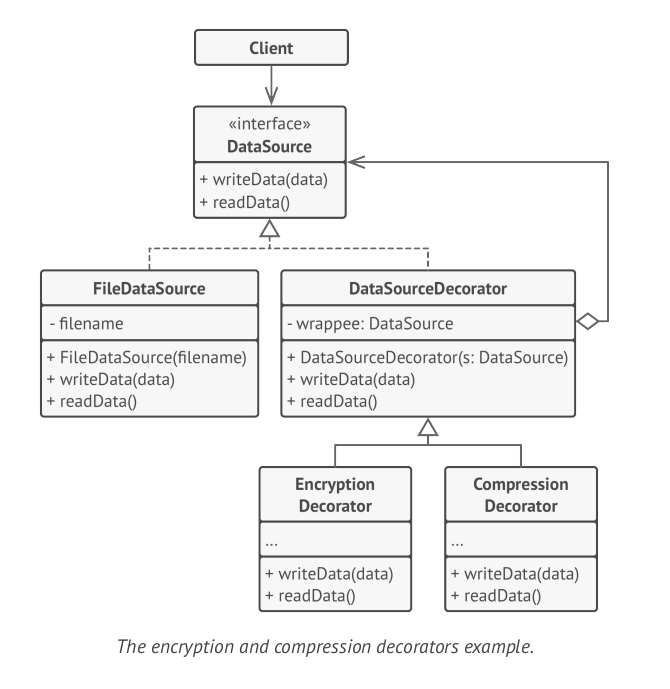 Client
«interface»
DataSource
+ writeData(data)
+ readData()
FileDataSource
- filename
+ FileDataSource(filename)
+ writeData(data)
+ readData()
DataSourceDecorator
- wrappee: DataSource
+ DataSourceDecorator(s: DataSource)
+ writeData(data)
+ readData()
Encryption
Decorator
...
+ writeData(data)
+ readData()
Compression
Decorator
...
+ writeData(data)
+ readData()
The encryption and compression decorators example.